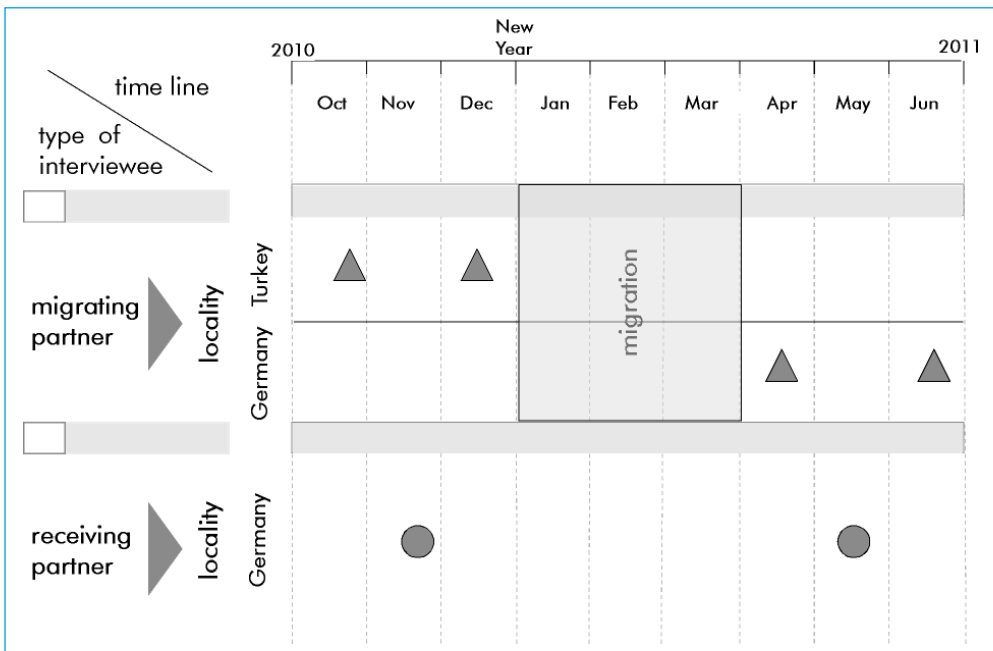 New
Year
2010
2011
time line
type of
interviewee
Oct Nov Dec Jan Feb Mar Apr May Jun
migrating
partner
locality
Turkey
Germany
migration
receiving
partner
locality
Germany